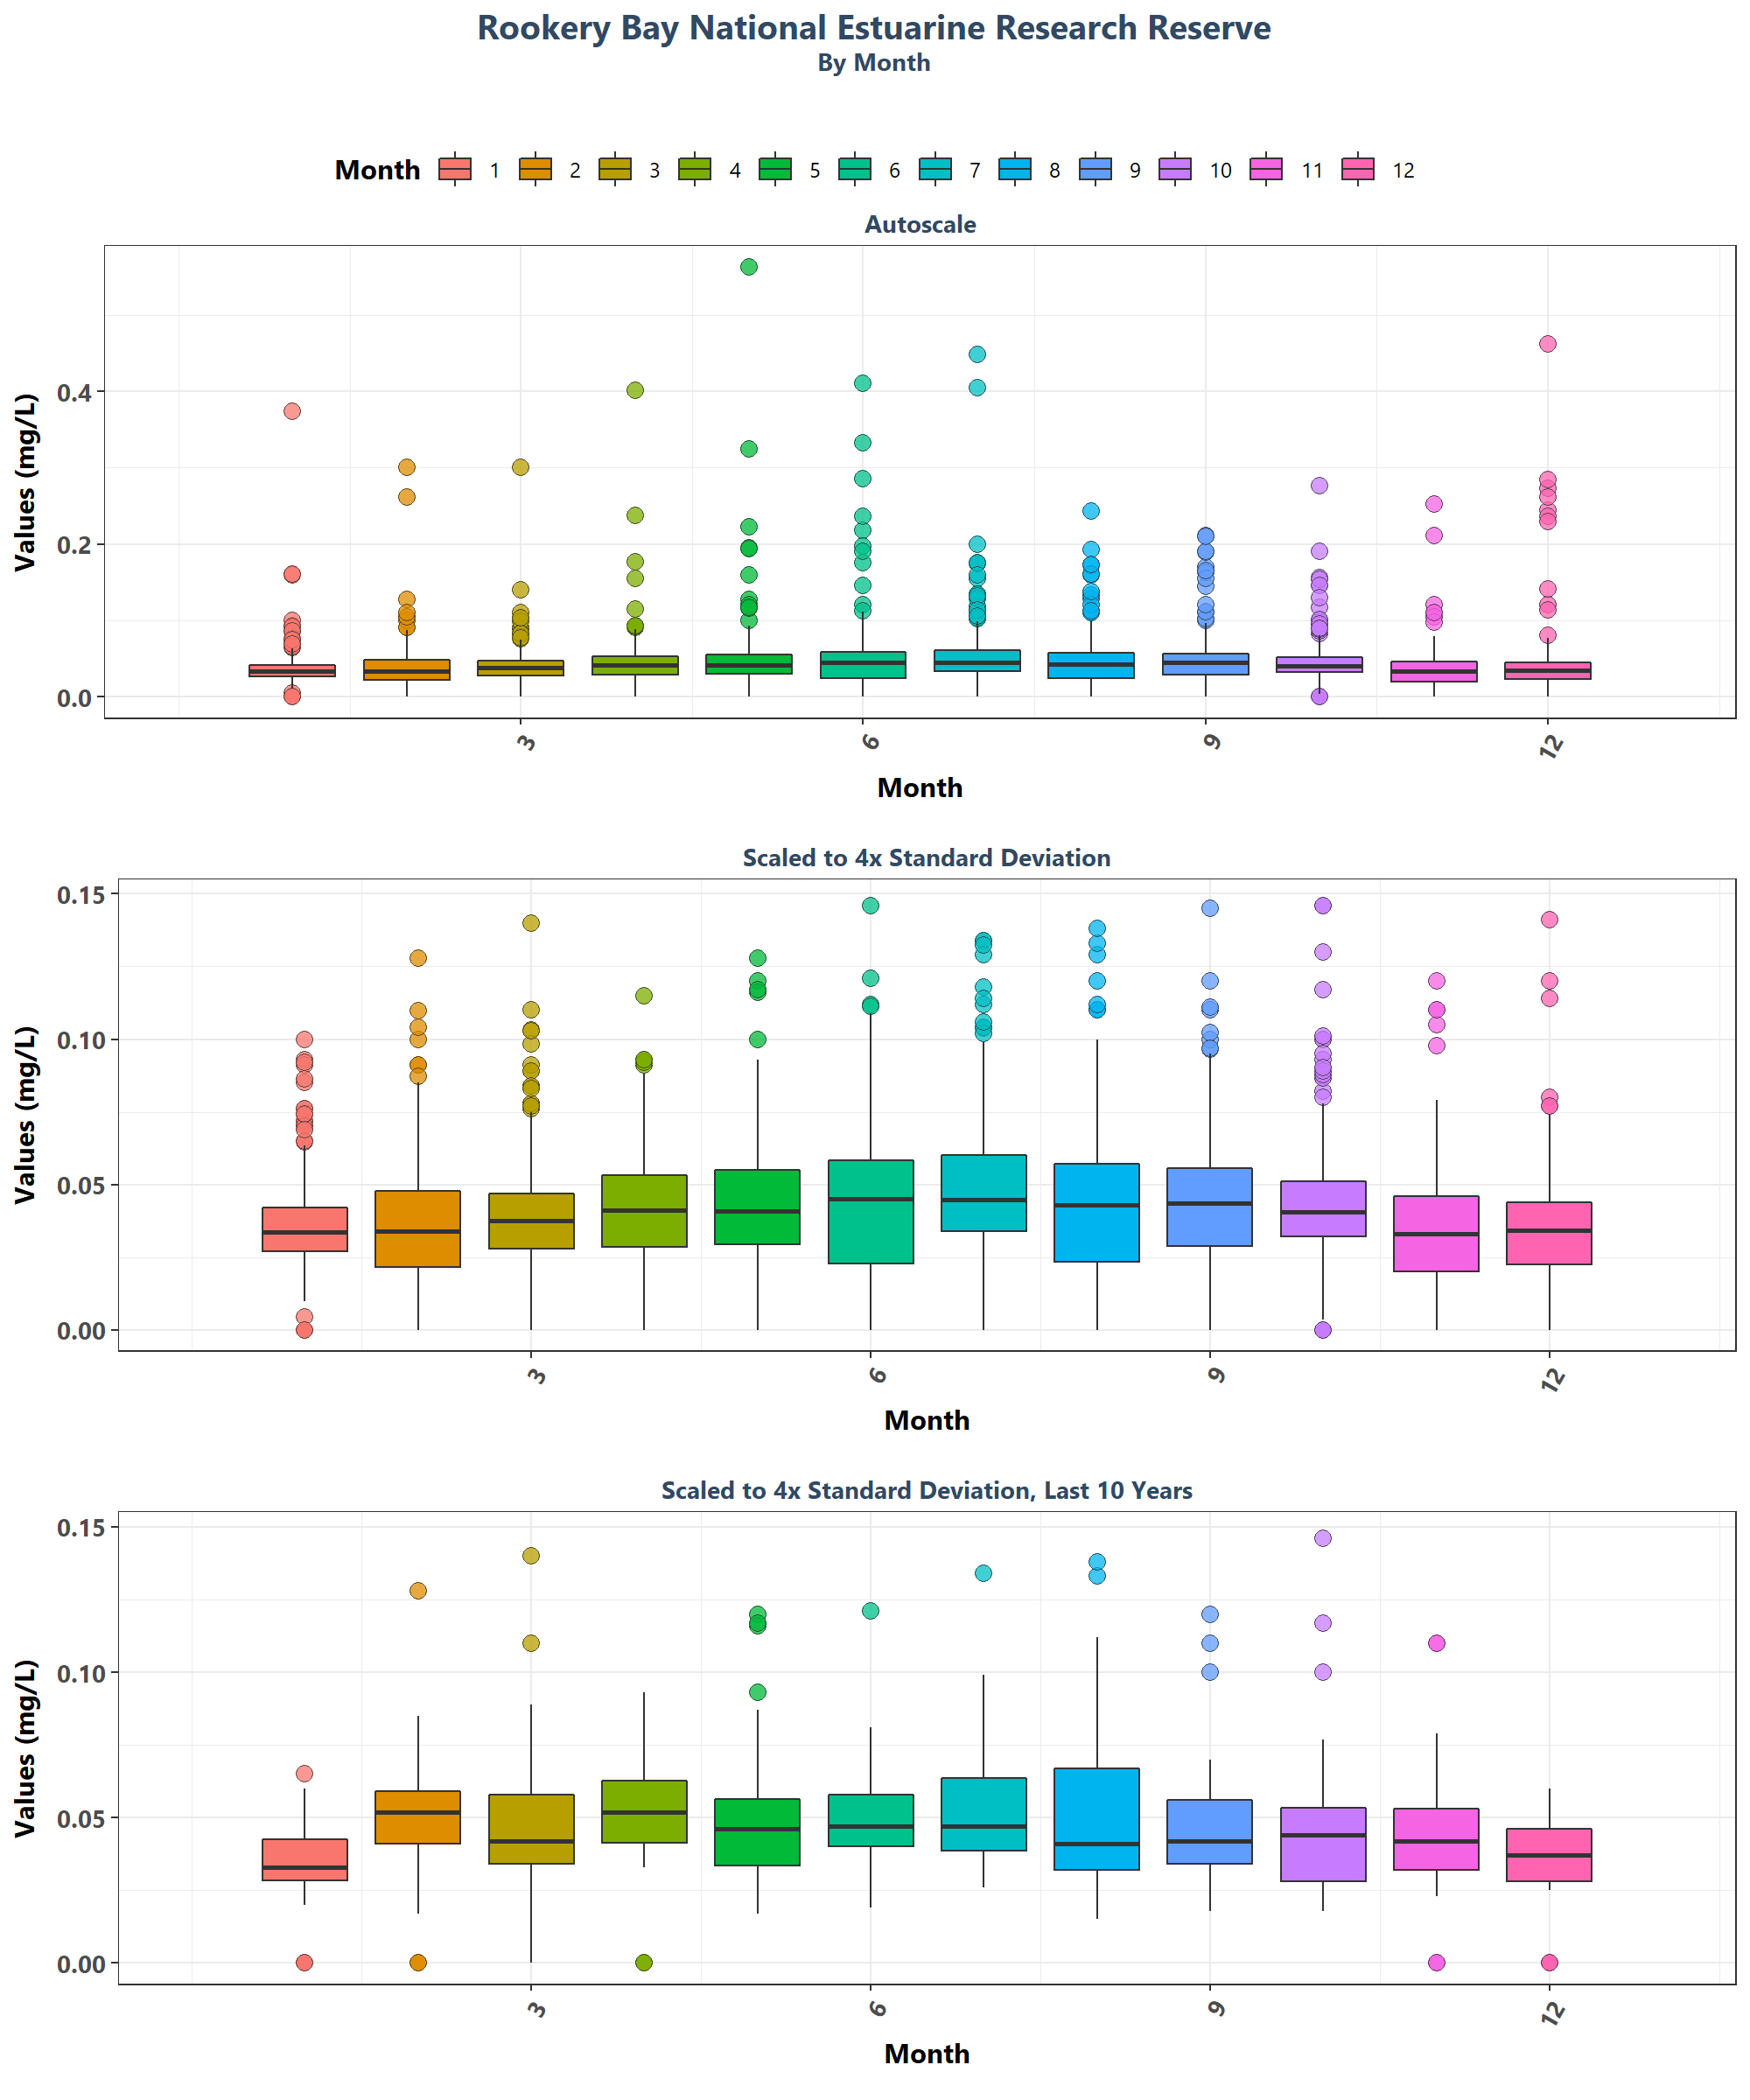 Rookery Bay National Estuarine Research Reserve
By Month
Month 1 2 3 4 5 6 7 8 9 10 11 12
Autoscale
Values (mg/L)
0.4
0.2
0.0
3 6 9 12
Month
Scaled to 4x Standard Deviation
Values (mg/L)
0.15
0.10
0.05
0.00
3 6 9 12
Month
Scaled to 4x Standard Deviation, Last 10 Years
Values (mg/L)
0.15
0.10
0.05
0.00
3 6 9 12
Month